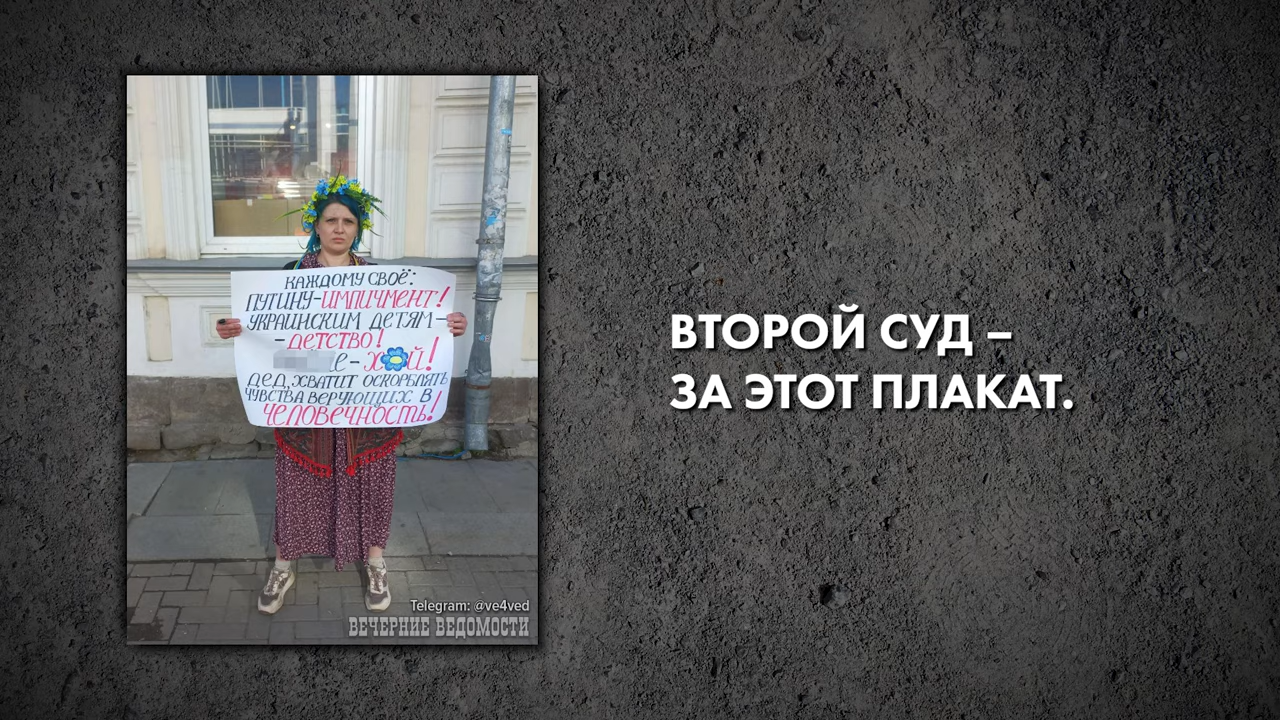 КАЖДОМУ СВОЁ:
ПУТИНУ-ИМПИЧМЕНТ!
УКРАИНСКИМ ДЕТЯМ-
-ДЕТСТВО!
Е-Х Й!
ДЕД, ХВАТИТ ОСКОРБЛЯТЬ
ЧУВСТВА ВЕРУЮЩИХ В
ЧЕЛОВЕЧНОСТЬ!
Telegram: @ve4ved
ВЕЧЕРНИЕ ВЕДОМОСТИ
ВТОРОЙ СУД –
ЗА ЭТОТ ПЛАКАТ.